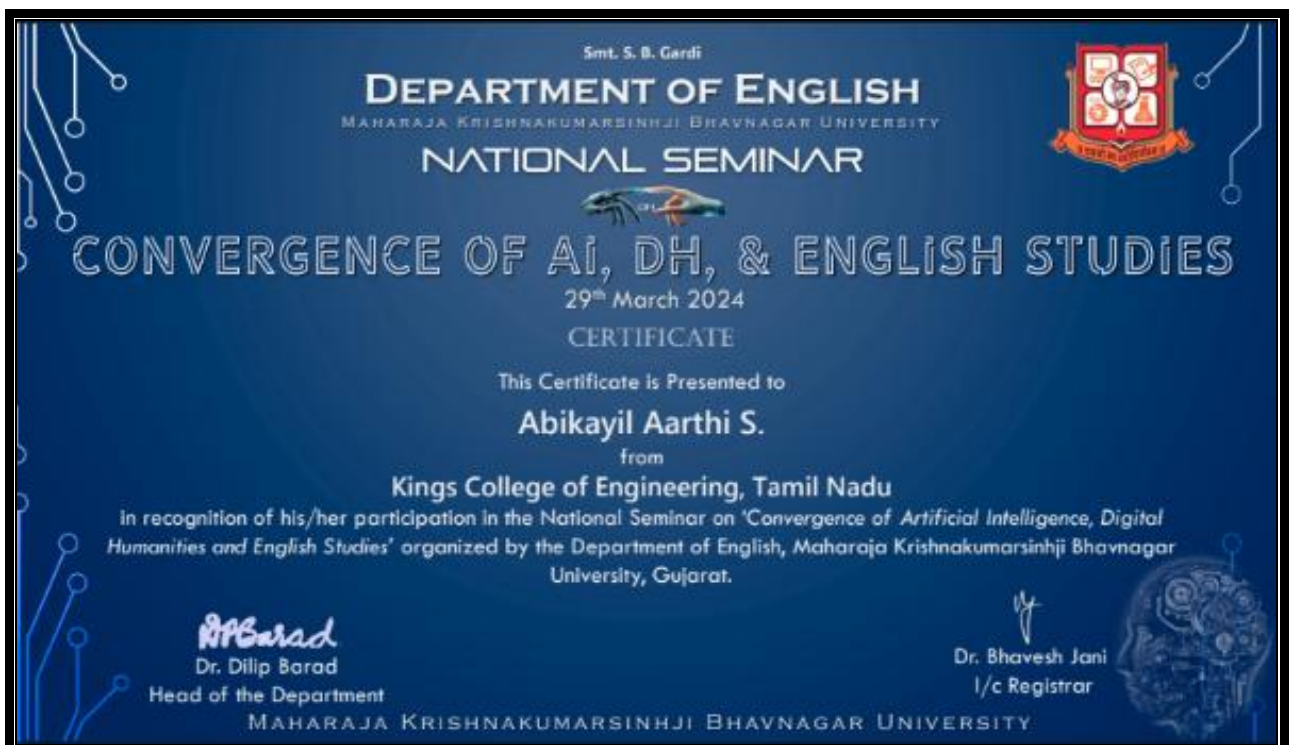 Smt. S. B. Gardi
DEPARTMENT OF ENGLISH
MAHARAJA KRISHNAKUMARSINHJI BHAVNAGAR UNIVERSITY
NATIONAL SEMINAR
ON
CONVERGENCE OF Ai, DH, & ENGLiSH STUDiES
29th March 2024
CERTIFICATE
This Certificate is Presented to
Abikayil Aarthi S.
from
Kings College of Engineering, Tamil Nadu
in recognition of his/her participation in the National Seminar on 'Convergence of Artificial Intelligence, Digital
Humanities and English Studies' organized by the Department of English, Maharaja Krishnakumarsinhji Bhavnagar
University, Gujarat.
DPBarad
Dr. Dilip Barad
Head of the Department
Dr. Bhavesh Jani
I/c Registrar
MAHARAJA KRISHNAKUMARSINHJI BHAVNAGAR UNIVERSITY